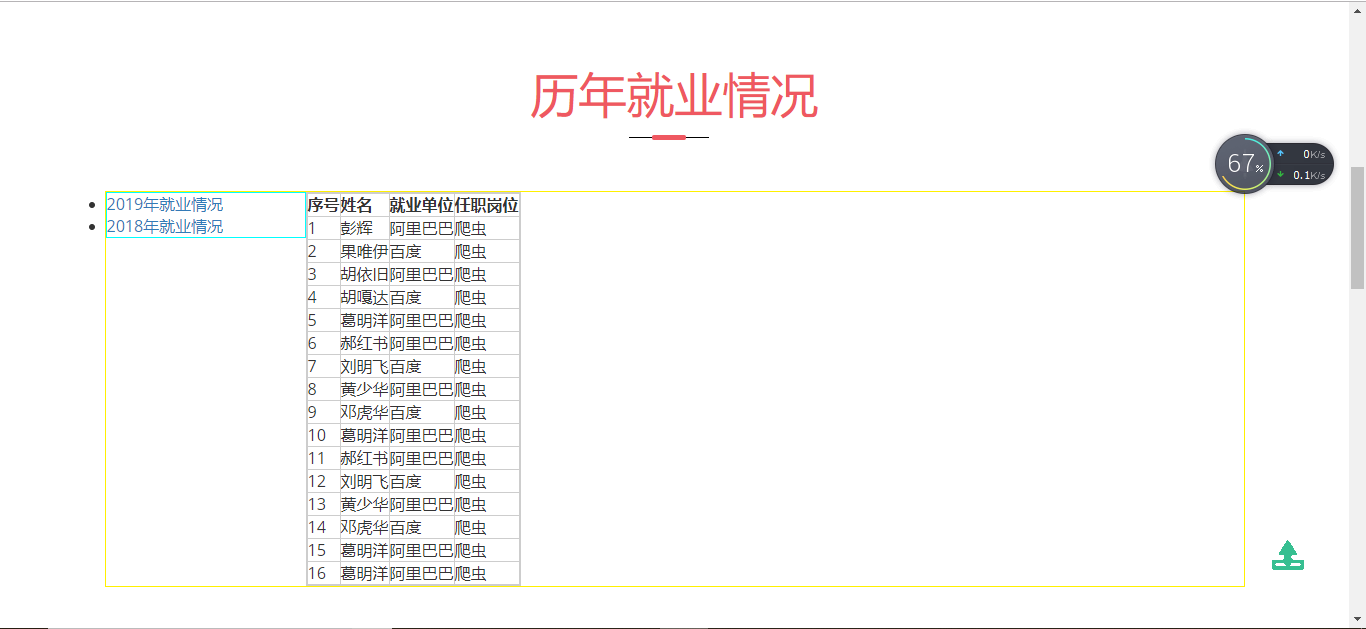 历年就业情况
67%
0K/s
0.1K/s
2019年就业情况
2018年就业情况
序号 姓名 就业单位 任职岗位
1 彭辉 阿里巴巴 爬虫
2 果唯伊 百度 爬虫
3 胡依旧 阿里巴巴 爬虫
4 胡嘎达 百度 爬虫
5 葛明洋 阿里巴巴 爬虫
6 郝红书 阿里巴巴 爬虫
7 刘明飞 百度 爬虫
8 黄少华 阿里巴巴 爬虫
9 邓虎华 百度 爬虫
10 葛明洋 阿里巴巴 爬虫
11 郝红书 阿里巴巴 爬虫
12 刘明飞 百度 爬虫
13 黄少华 阿里巴巴 爬虫
14 邓虎华 百度 爬虫
15 葛明洋 阿里巴巴 爬虫
16 葛明洋 阿里巴巴 爬虫